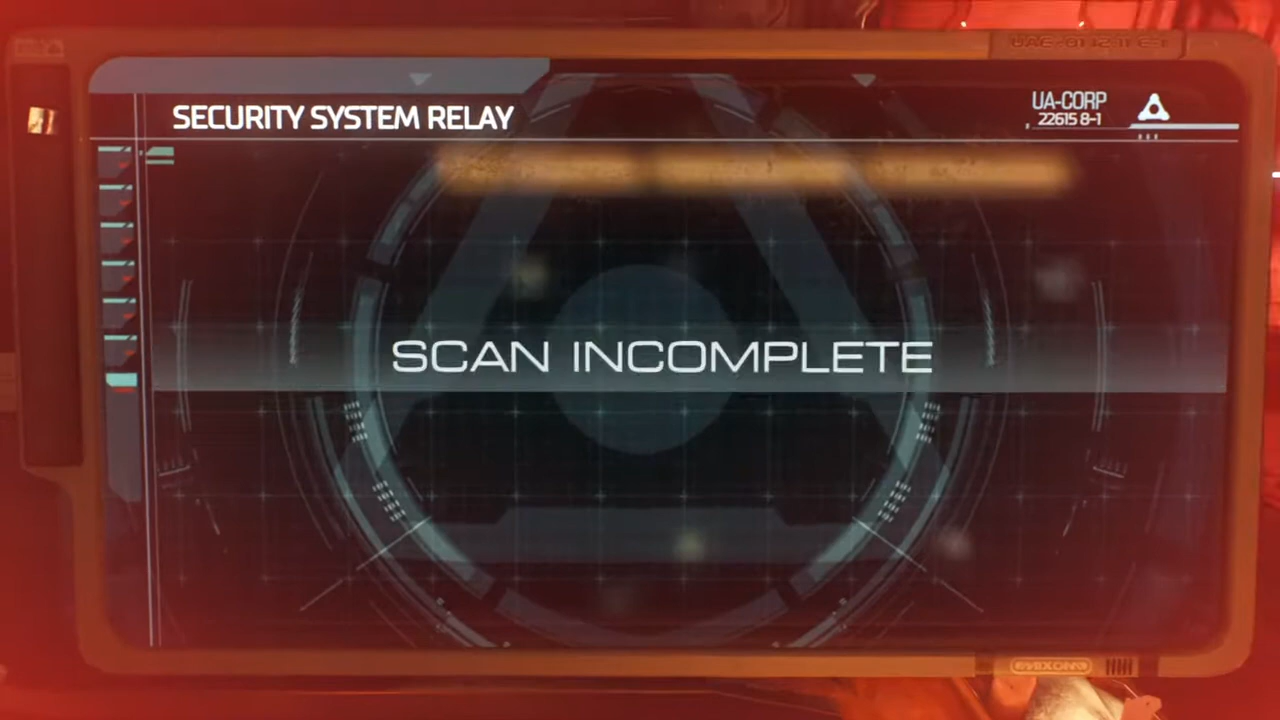 SECURITY SYSTEM RELAY
UA-CORP
22615 8-1
SCAN INCOMPLETE